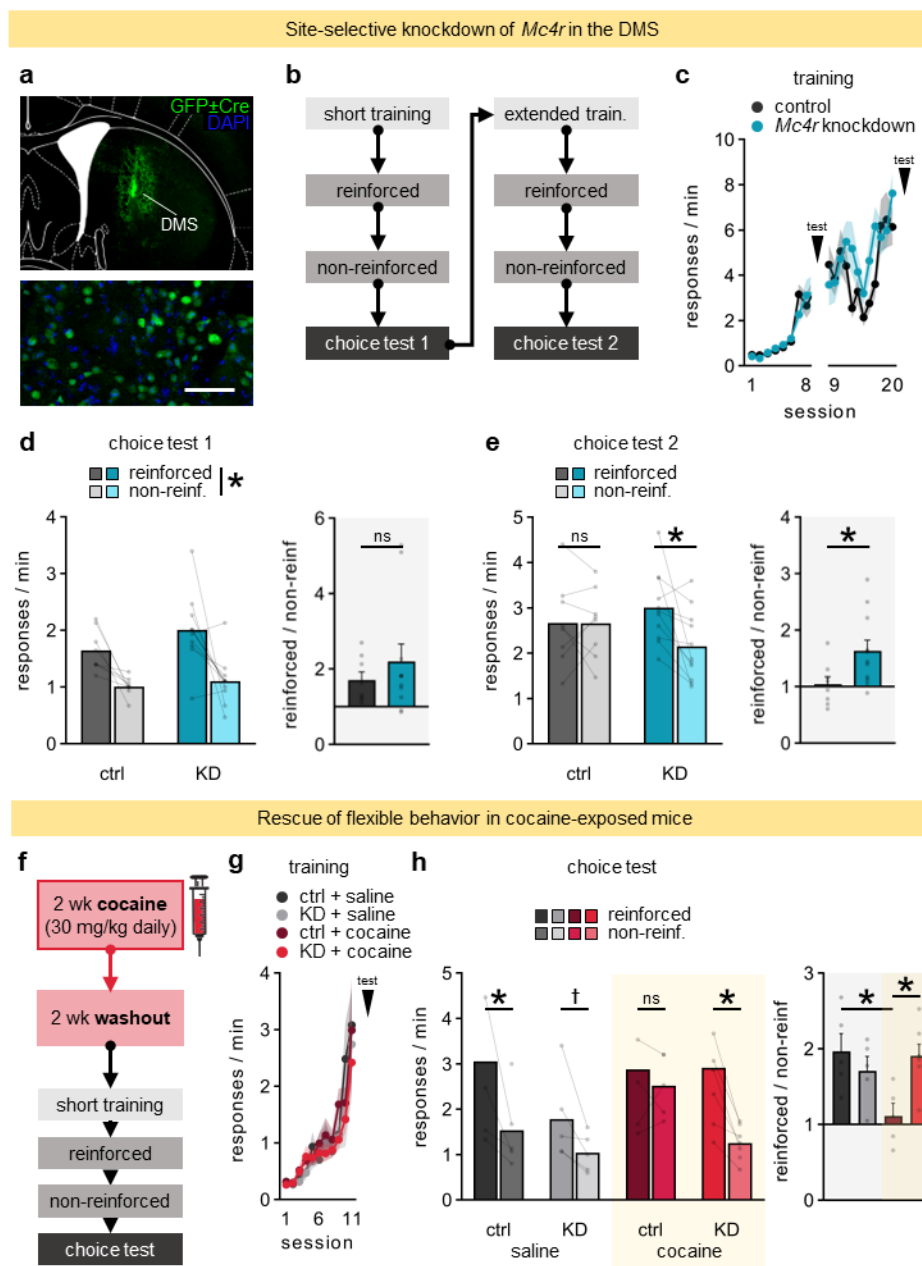 Site-selective knockdown of Mc4r in the DMS
a
GFP±Cre
DAPI
DMS
b
short training
reinforced
non-reinforced
choice test 1
extended train.
reinforced
non-reinforced
choice test 2
c
training
control
Mc4r knockdown
test
test
responses / min
10
8
6
4
2
0
1
8
9
20
session
d
choice test 1
reinforced
non-reinf.
*
responses / min
4
3
2
1
0
ctrl
KD
reinforced / non-reinf
6
4
2
0
ns
e
choice test 2
reinforced
non-reinf.
responses / min
5
4
3
2
1
0
ns
*
ctrl
KD
reinforced / non-reinf
4
3
2
1
0
*
Rescue of flexible behavior in cocaine-exposed mice
f
2 wk cocaine
(30 mg/kg daily)
2 wk washout
short training
reinforced
non-reinforced
choice test
g
training
ctrl + saline
KD + saline
ctrl + cocaine
KD + cocaine
test
responses / min
4
3
2
1
0
1
6
11
session
h
choice test
reinforced
non-reinf.
responses / min
5
4
3
2
1
0
*
†
ns
*
ctrl
KD
ctrl
KD
saline
cocaine
reinforced / non-reinf
3
2
1
0
*
*